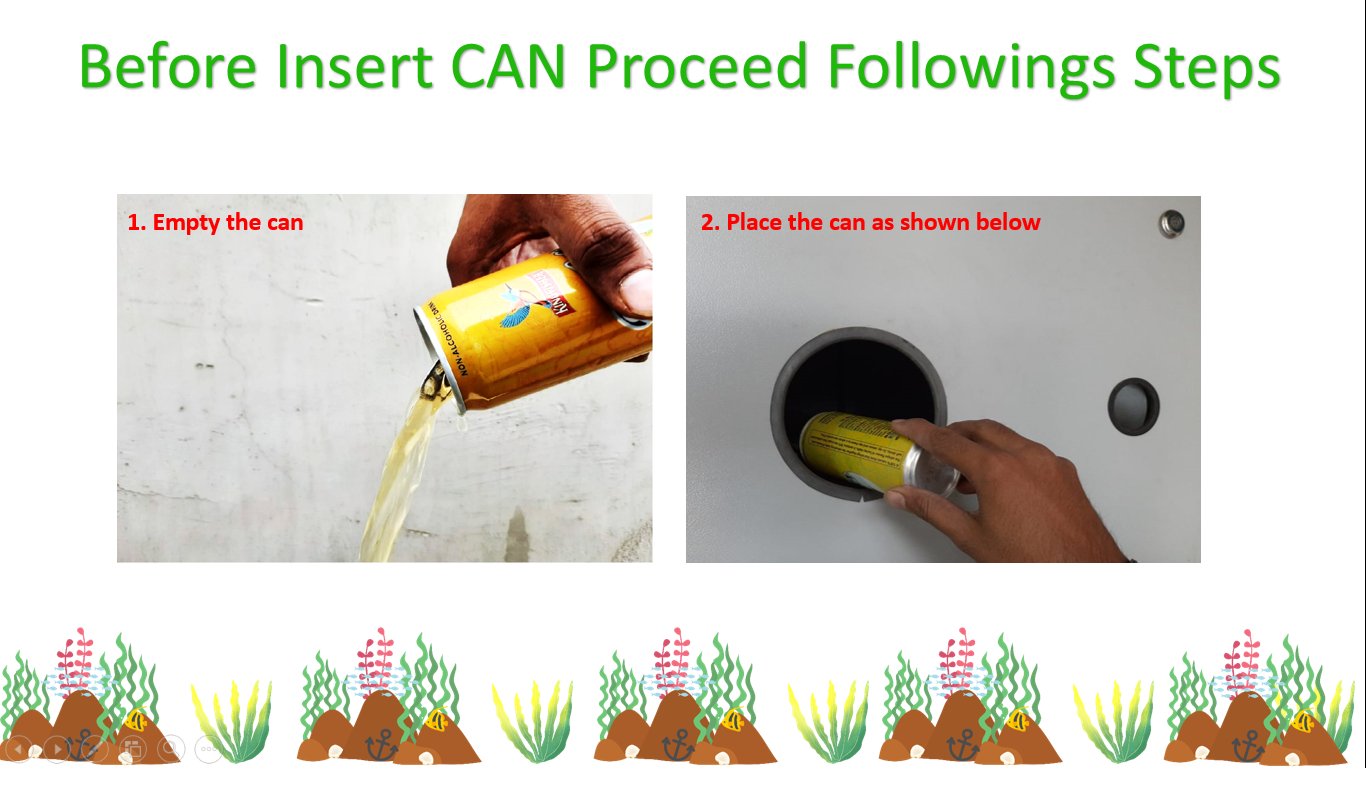 Before Insert CAN Proceed Followings Steps
1. Empty the can
2. Place the can as shown below
NON-ALCOHOLIC